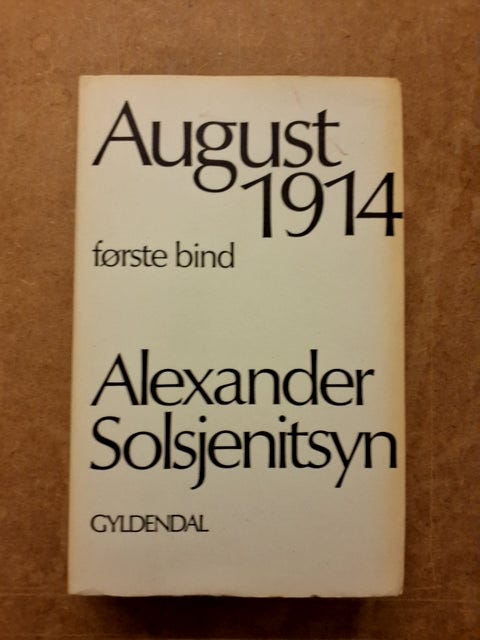 August
1914
første bind
Alexander
Solsjenitsyn
GYLDENDAL